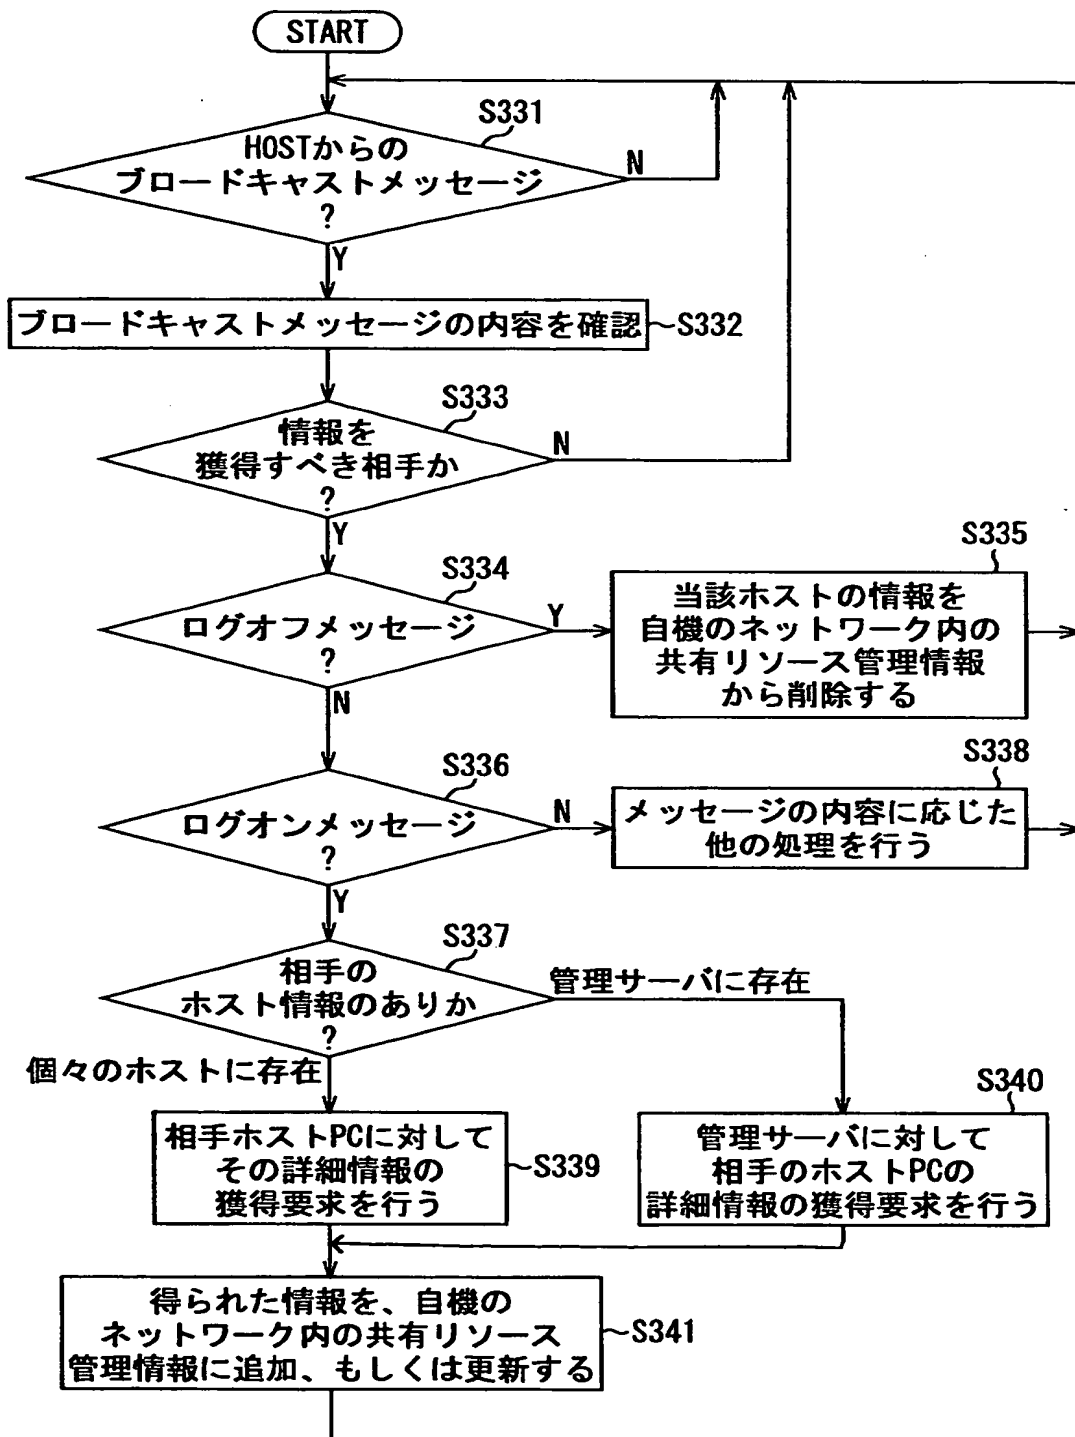 START
S331
HOSTからの
ブロードキャストメッセージ
?
N
Y
ブロードキャストメッセージの内容を確認
S332
S333
情報を
獲得すべき相手か
?
N
Y
S334
ログオフメッセージ
?
Y
N
S335
当該ホストの情報を
自機のネットワーク内の
共有リソース管理情報
から削除する
S336
ログオンメッセージ
?
N
Y
S338
メッセージの内容に応じた
他の処理を行う
S337
相手の
ホスト情報のありか
?
管理サーバに存在
個々のホストに存在
相手ホストPCに対して
その詳細情報の
獲得要求を行う
S339
S340
管理サーバに対して
相手のホストPCの
詳細情報の獲得要求を行う
得られた情報を、自機の
ネットワーク内の共有リソース
管理情報に追加、もしくは更新する
S341